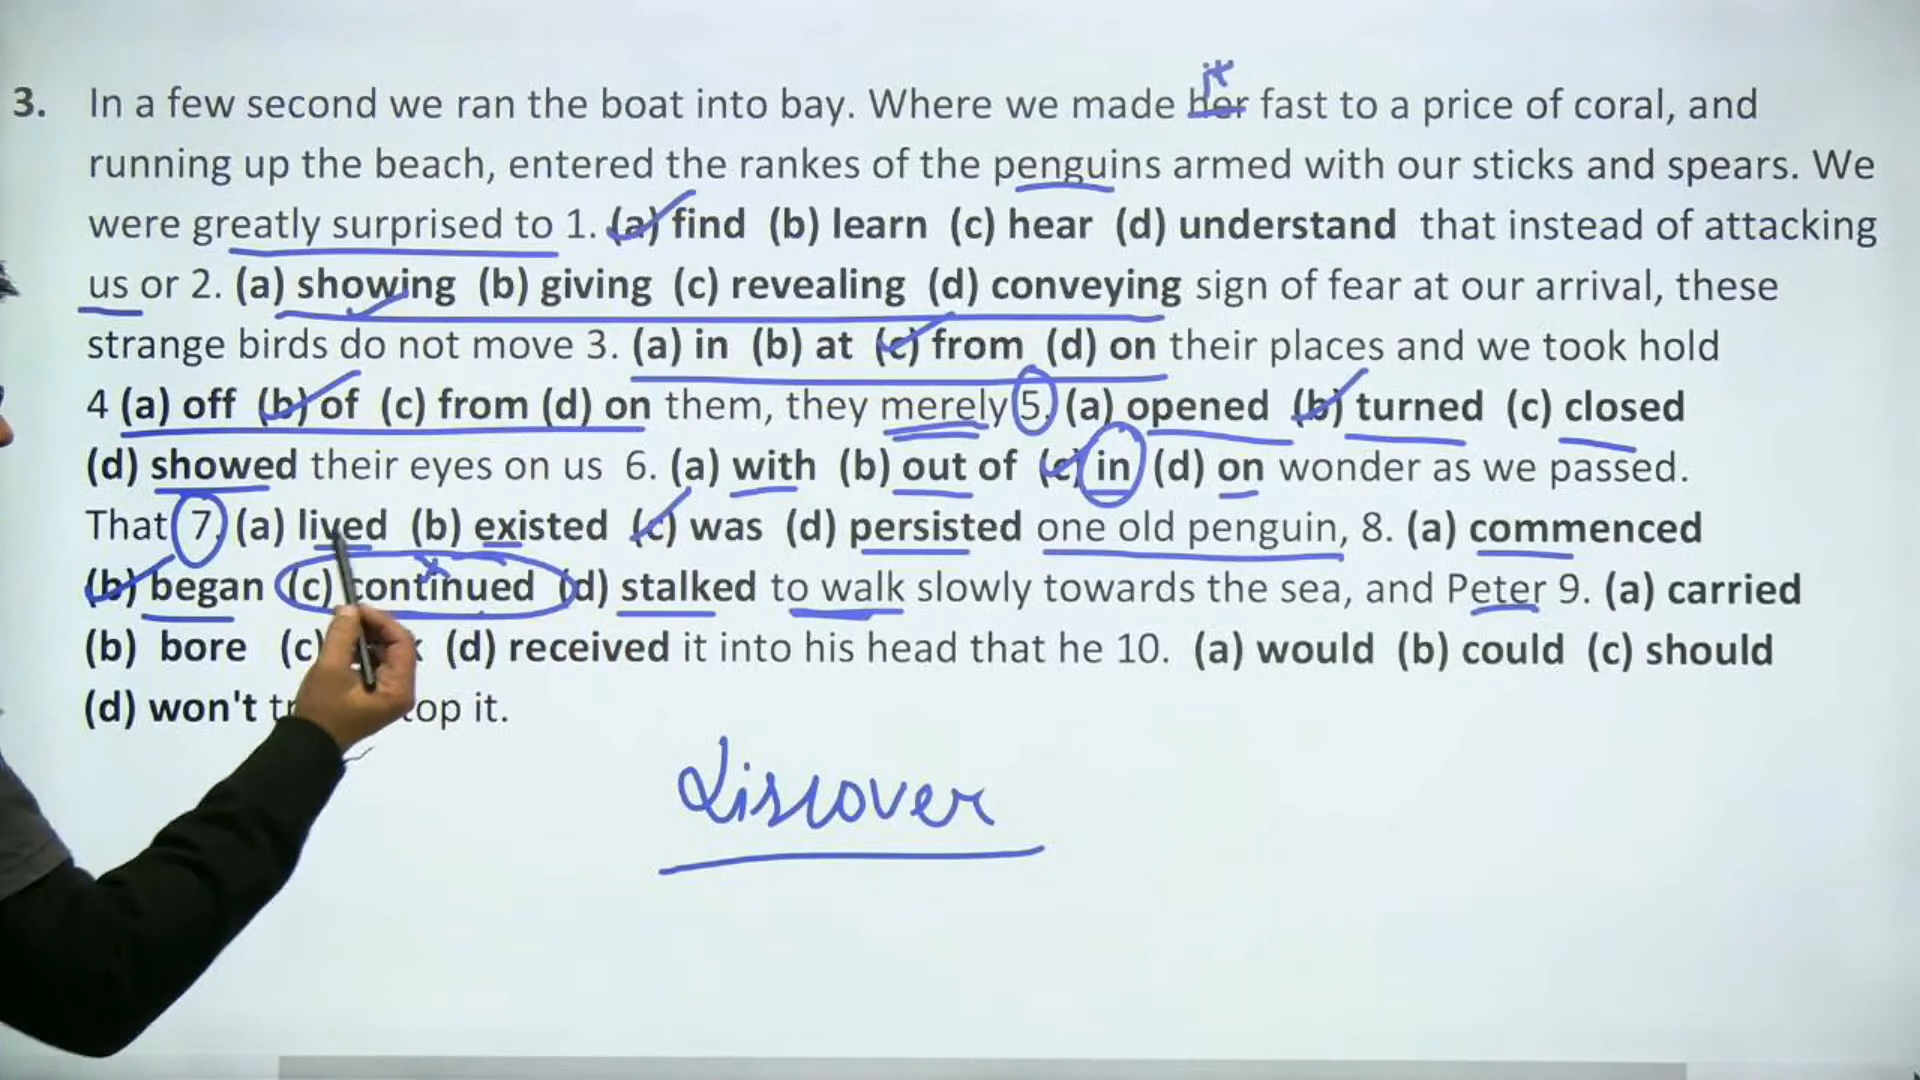 it
3. In a few second we ran the boat into bay. Where we made her fast to a price of coral, and
running up the beach, entered the rankes of the penguins armed with our sticks and spears. We
were greatly surprised to 1. (a) find (b) learn (c) hear (d) understand that instead of attacking
us or 2. (a) showing (b) giving (c) revealing (d) conveying sign of fear at our arrival, these
strange birds do not move 3. (a) in (b) at (c) from (d) on their places and we took hold
4 (a) off (b) of (c) from (d) on them, they merely 5. (a) opened (b) turned (c) closed
(d) showed their eyes on us 6. (a) with (b) out of (c) in (d) on wonder as we passed.
That 7. (a) lived (b) existed (c) was (d) persisted one old penguin, 8. (a) commenced
(b) began (c) continued (d) stalked to walk slowly towards the sea, and Peter 9. (a) carried
(b) bore (c) (d) received it into his head that he 10. (a) would (b) could (c) should
(d) won't it.
Discover